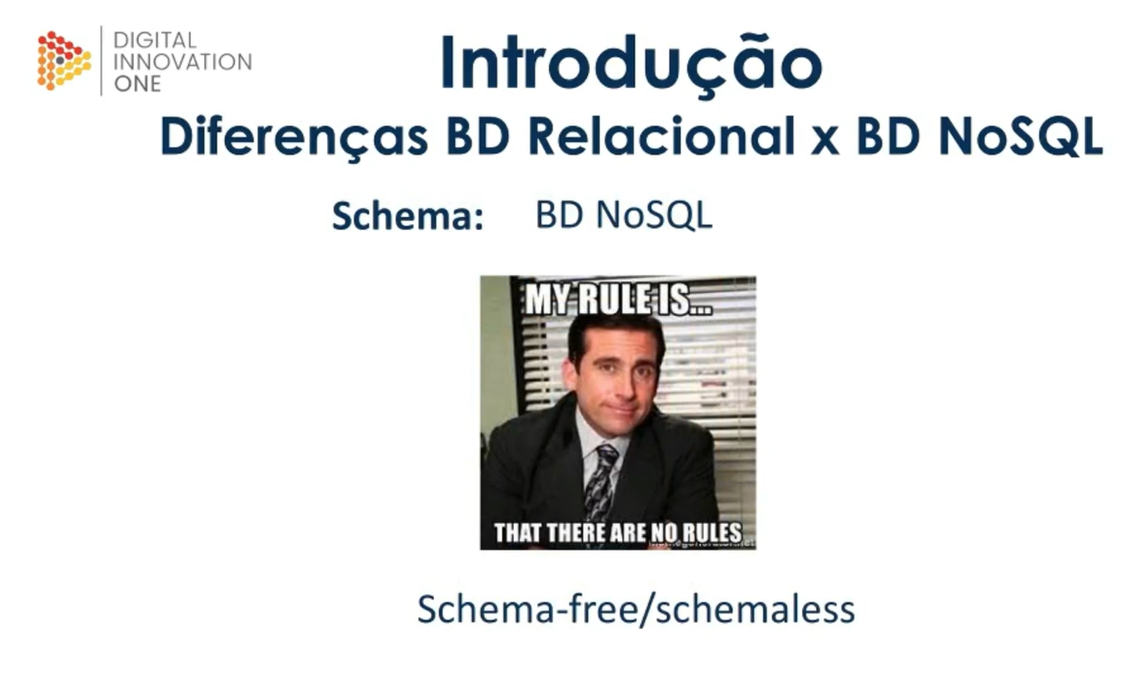 DIGITAL
INNOVATION
ONE
Introdução
Diferenças BD Relacional x BD NoSQL
Schema: BD NoSQL
MY RULE IS...
THAT THERE ARE NO RULES
Schema-free/schemaless